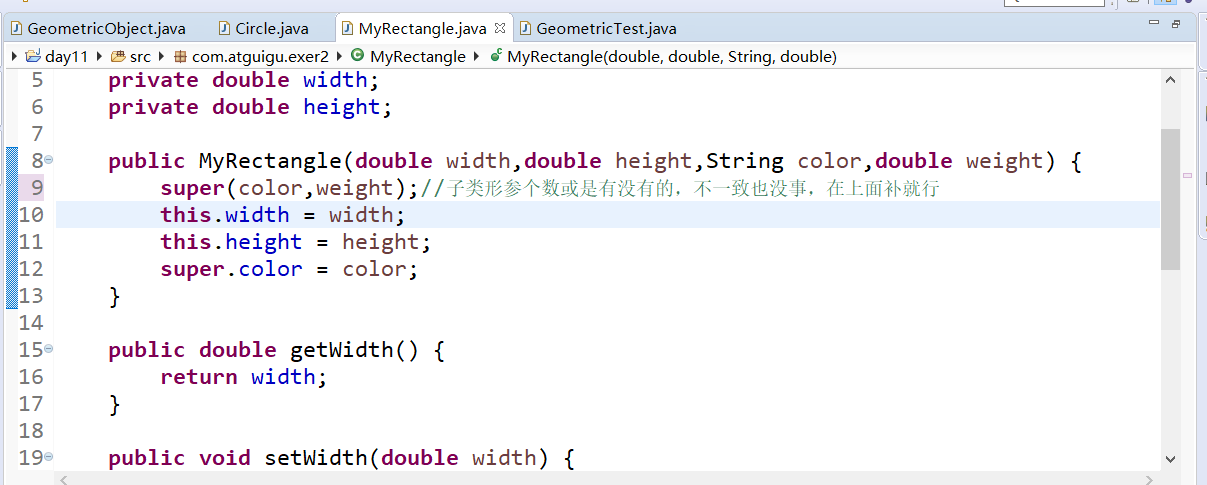 GeometricObject.java Circle.java MyRectangle.java GeometricTest.java
day11 src com.atguigu.exer2 MyRectangle MyRectangle(double, double, String, double)
5 private double width;
6 private double height;
7
8 public MyRectangle(double width,double height,String color,double weight) {
9 super(color,weight);//子类形参个数或是有没有的，不一致也没事，在上面补就行
10 this.width = width;
11 this.height = height;
12 super.color = color;
13 }
14
15 public double getWidth() {
16 return width;
17 }
18
19 public void setWidth(double width) {